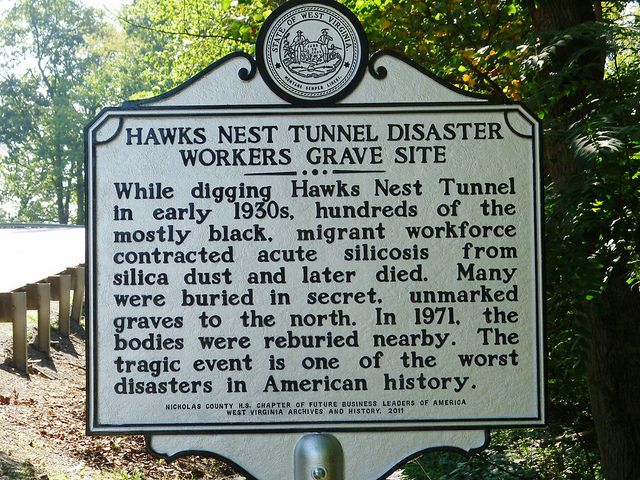 STATE OF WEST VIRGINIA
MONTANI SEMPER LIBERI
HAWKS NEST TUNNEL DISASTER
WORKERS GRAVE SITE
While digging Hawks Nest Tunnel
in early 1930s, hundreds of the
mostly black, migrant workforce
contracted acute silicosis from
silica dust and later died. Many
were buried in secret, unmarked
graves to the north. In 1971, the
bodies were reburied nearby. The
tragic event is one of the worst
disasters in American history.
NICHOLAS COUNTY H.S. CHAPTER OF FUTURE BUSINESS LEADERS OF AMERICA
WEST VIRGINIA ARCHIVES AND HISTORY, 2011